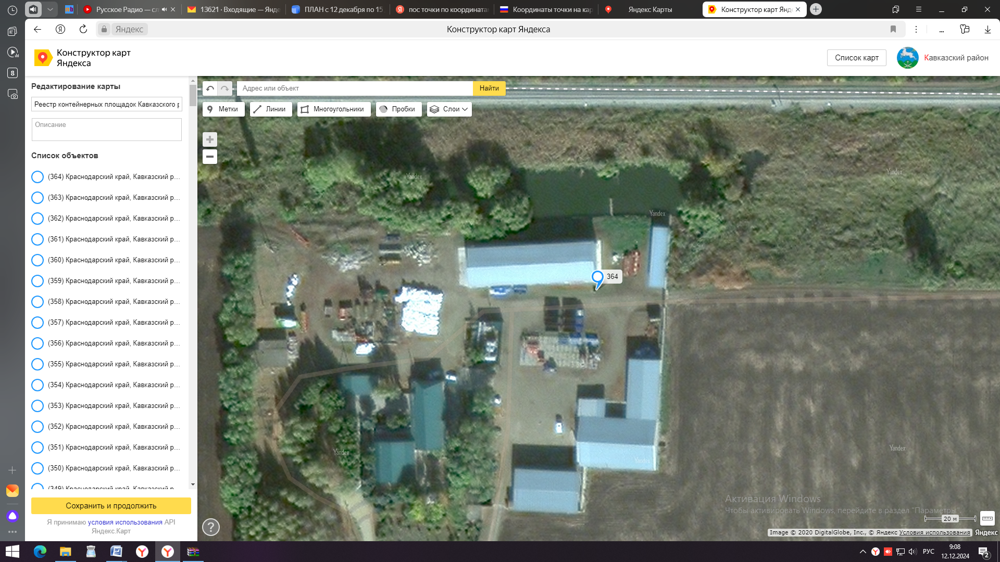 Русское Радио — сл
13621 · Входящие — Янде
ПЛАН с 12 декабря по 15
пос точки по координата
Координаты точки на кар
Яндекс Карты
Конструктор карт Янде
Яндекс
Конструктор карт Яндекса
8
Конструктор карт
Яндекса
Список карт
Кавказский район
Редактирование карты
Реестр контейнерных площадок Кавказского р
Описание
Список объектов
(364) Краснодарский край, Кавказский р...
(363) Краснодарский край, Кавказский р...
(362) Краснодарский край, Кавказский р...
(361) Краснодарский край, Кавказский р...
(360) Краснодарский край, Кавказский р...
(359) Краснодарский край, Кавказский р...
(358) Краснодарский край, Кавказский р...
(357) Краснодарский край, Кавказский р...
(356) Краснодарский край, Кавказский р...
(355) Краснодарский край, Кавказский р...
(354) Краснодарский край, Кавказский р...
(353) Краснодарский край, Кавказский р...
(352) Краснодарский край, Кавказский р...
(351) Краснодарский край, Кавказский р...
(350) Краснодарский край, Кавказский р...
(349) Краснодарский край, Кавказский р...
Сохранить и продолжить
Я принимаю условия использования API
Яндекс.Карт
Адрес или объект
Найти
Метки
Линии
Многоугольники
Пробки
Слои
Yandex
Yandex
Yandex
364
Yandex
Yandex
Yandex
Активация Windows
Чтобы активировать Windows, перейдите в раздел "Параметры".
20 м
Image © 2020 DigitalGlobe, Inc., © Яндекс Условия использования
Яндекс
?
РУС
9:08
12.12.2024
2